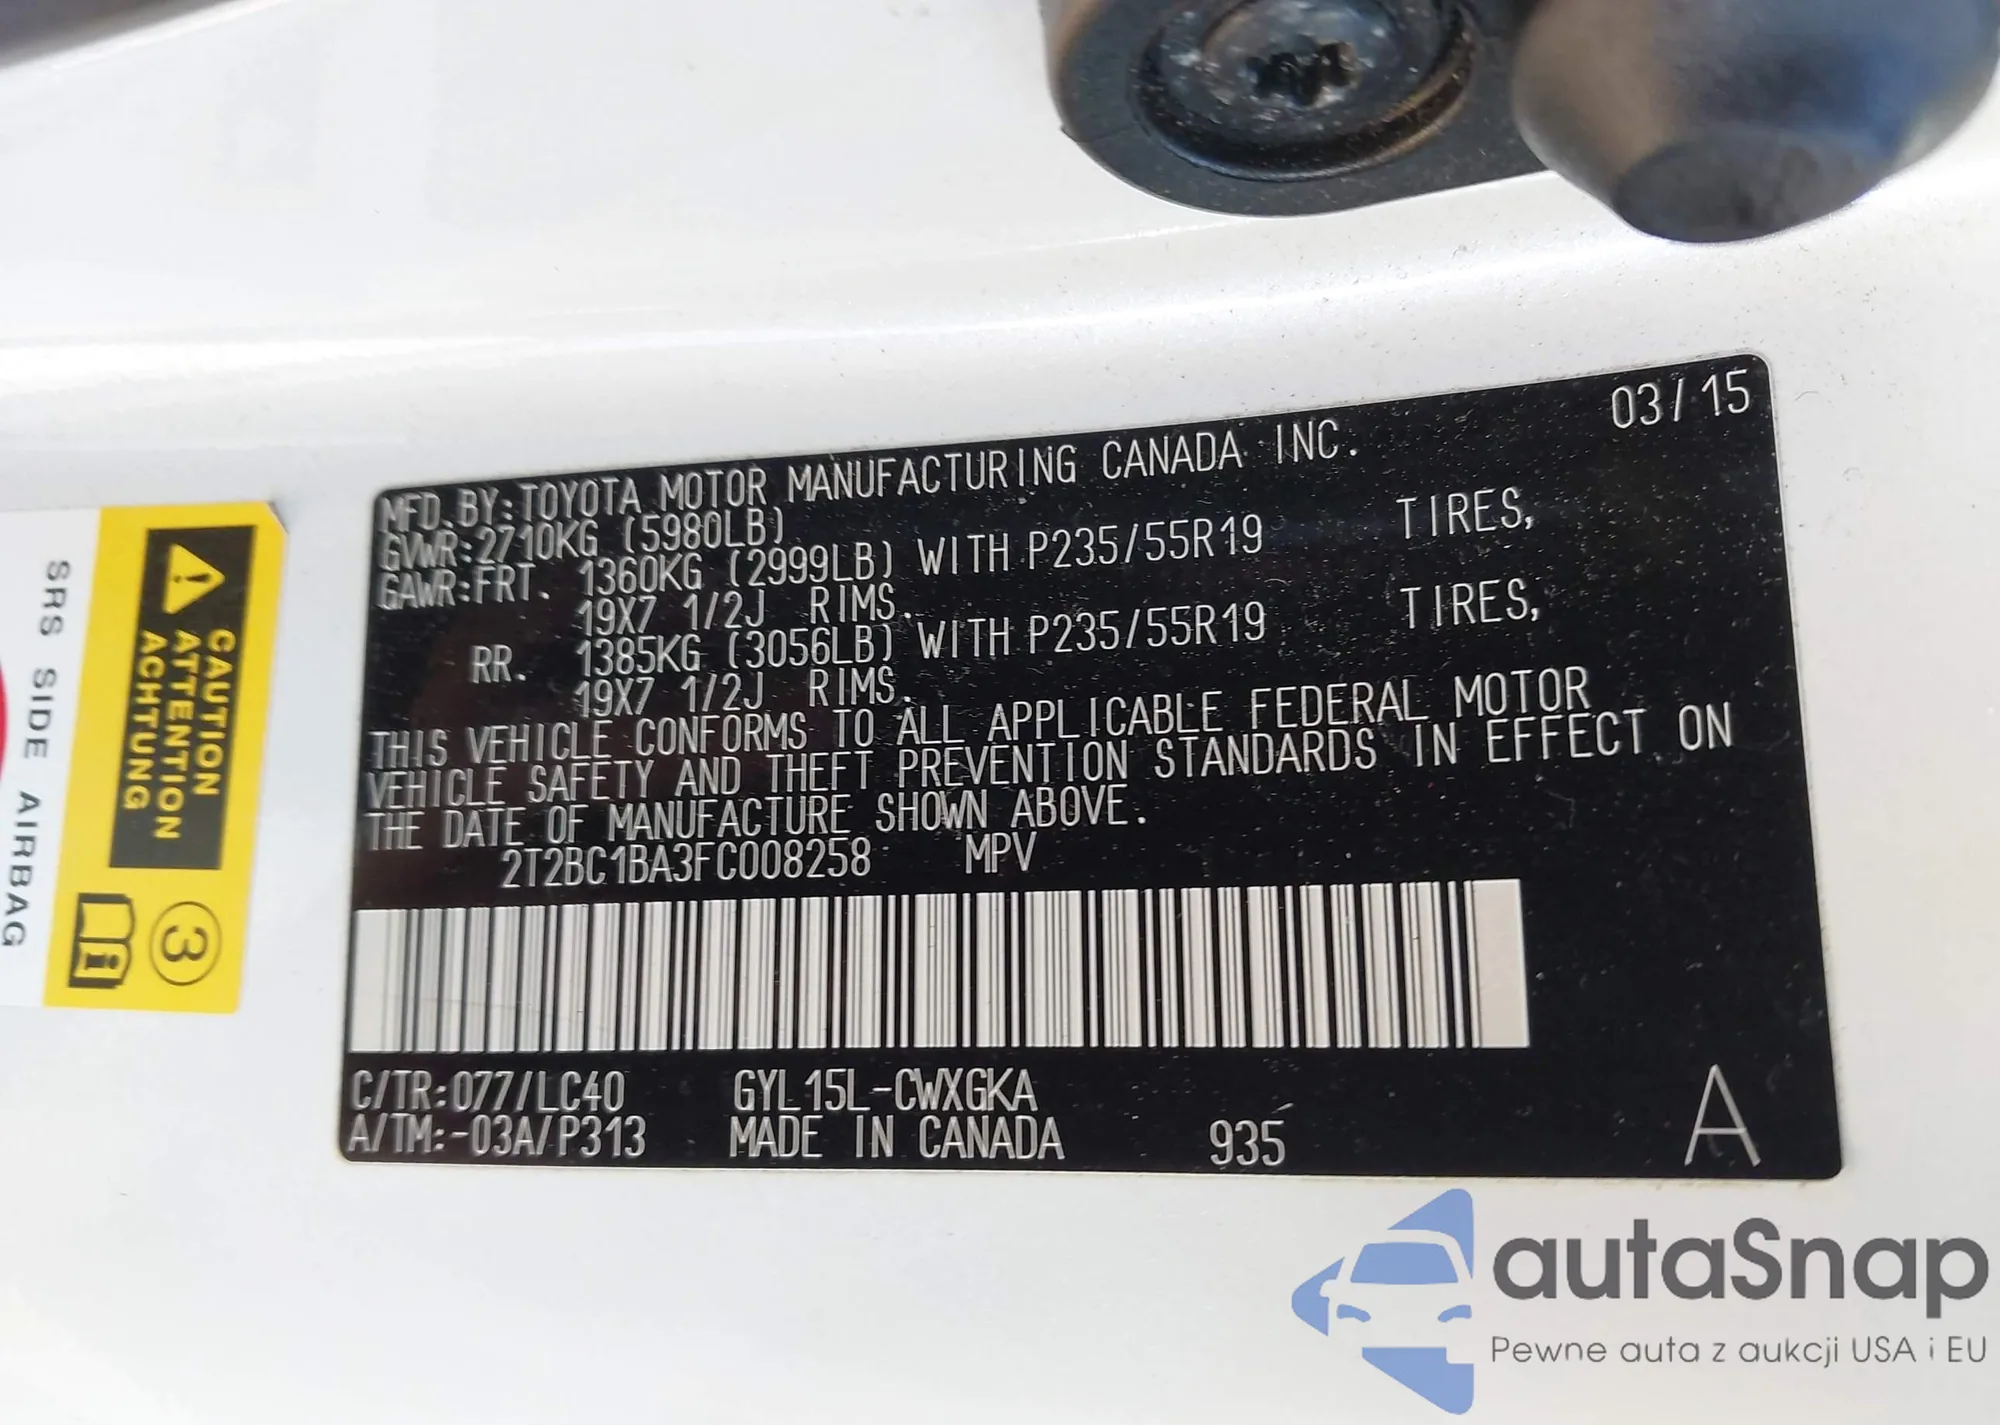 03/15
MFD.BY:TOYOTA MOTOR MANUFACTURING CANADA INC.
GVWR:2710KG (5980LB)
GAWR:FRT. 1360KG (2999LB) WITH P235/55R19 TIRES,
19X7 1/2J RIMS.
RR. 1385KG (3056LB) WITH P235/55R19 TIRES,
19X7 1/2J RIMS.
THIS VEHICLE CONFORMS TO ALL APPLICABLE FEDERAL MOTOR
VEHICLE SAFETY AND THEFT PREVENTION STANDARDS IN EFFECT ON
THE DATE OF MANUFACTURE SHOWN ABOVE.
2T2BC1BA3FC008258 MPV
C/TR:077/LC40 GYL15L-CWXGKA
A/TM:-03A/P313 MADE IN CANADA 935 A
CAUTION
ATTENTION
ACHTUNG
3
SRS SIDE AIRBAG
autaSnap
Pewne auta z aukcji USA i EU